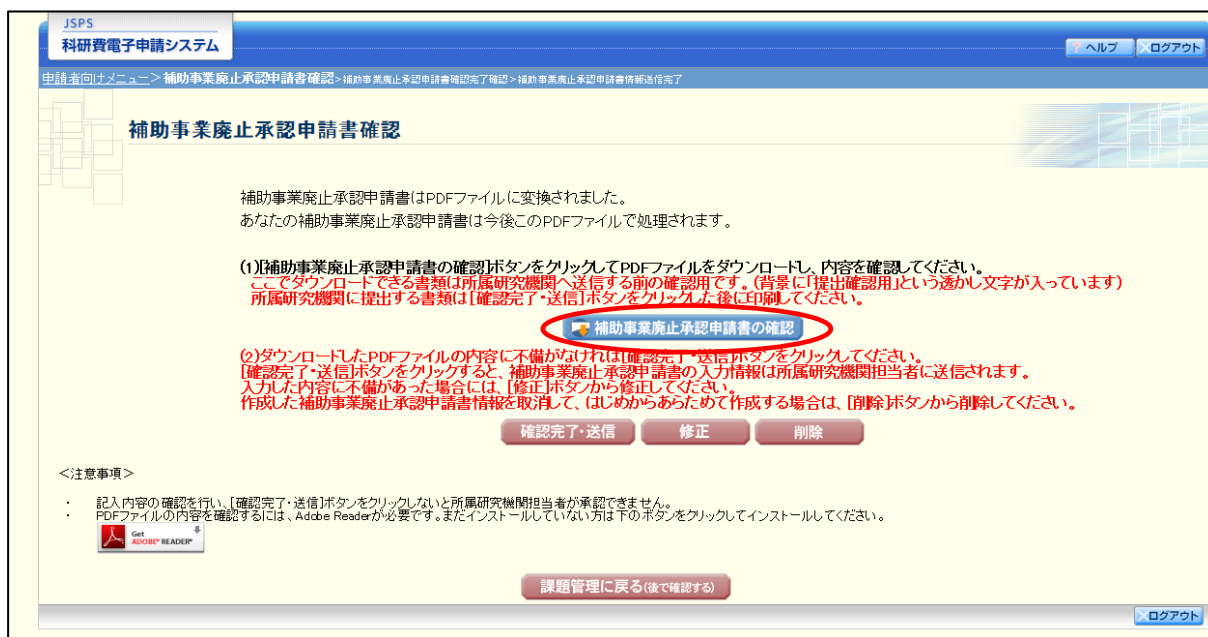 JSPS
科研費電子申請システム
ヘルプ
ログアウト
申請者向けメニュー>補助事業廃止承認申請書確認>補助事業廃止承認申請書確認完了確認>補助事業廃止承認申請書情報送信完了
補助事業廃止承認申請書確認
補助事業廃止承認申請書はPDFファイルに変換されました。
あなたの補助事業廃止承認申請書は今後このPDFファイルで処理されます。
(1)[補助事業廃止承認申請書の確認]ボタンをクリックしてPDFファイルをダウンロードし、内容を確認してください。
ここでダウンロードできる書類は所属研究機関へ送信する前の確認用です。(背景に「提出確認用」という透かし文字が入っています)
所属研究機関に提出する書類は[確認完了・送信]ボタンをクリックした後に印刷してください。
補助事業廃止承認申請書の確認
(2)ダウンロードしたPDFファイルの内容に不備がなければ[確認完了・送信]ボタンをクリックしてください。
[確認完了・送信]ボタンをクリックすると、補助事業廃止承認申請書の入力情報は所属研究機関担当者に送信されます。
入力した内容に不備があった場合には、[修正]ボタンから修正してください。
作成した補助事業廃止承認申請書情報を取消して、はじめからあらためて作成する場合は、[削除]ボタンから削除してください。
確認完了・送信
修正
削除
<注意事項>
・ 記入内容の確認を行い、[確認完了・送信]ボタンをクリックしないと所属研究機関担当者が承認できません。
・ PDFファイルの内容を確認するには、Adobe Readerが必要です。まだインストールしていない方は下のボタンをクリックしてインストールしてください。
Get
ADOBE® READER®
課題管理に戻る(後で確認する)
ログアウト